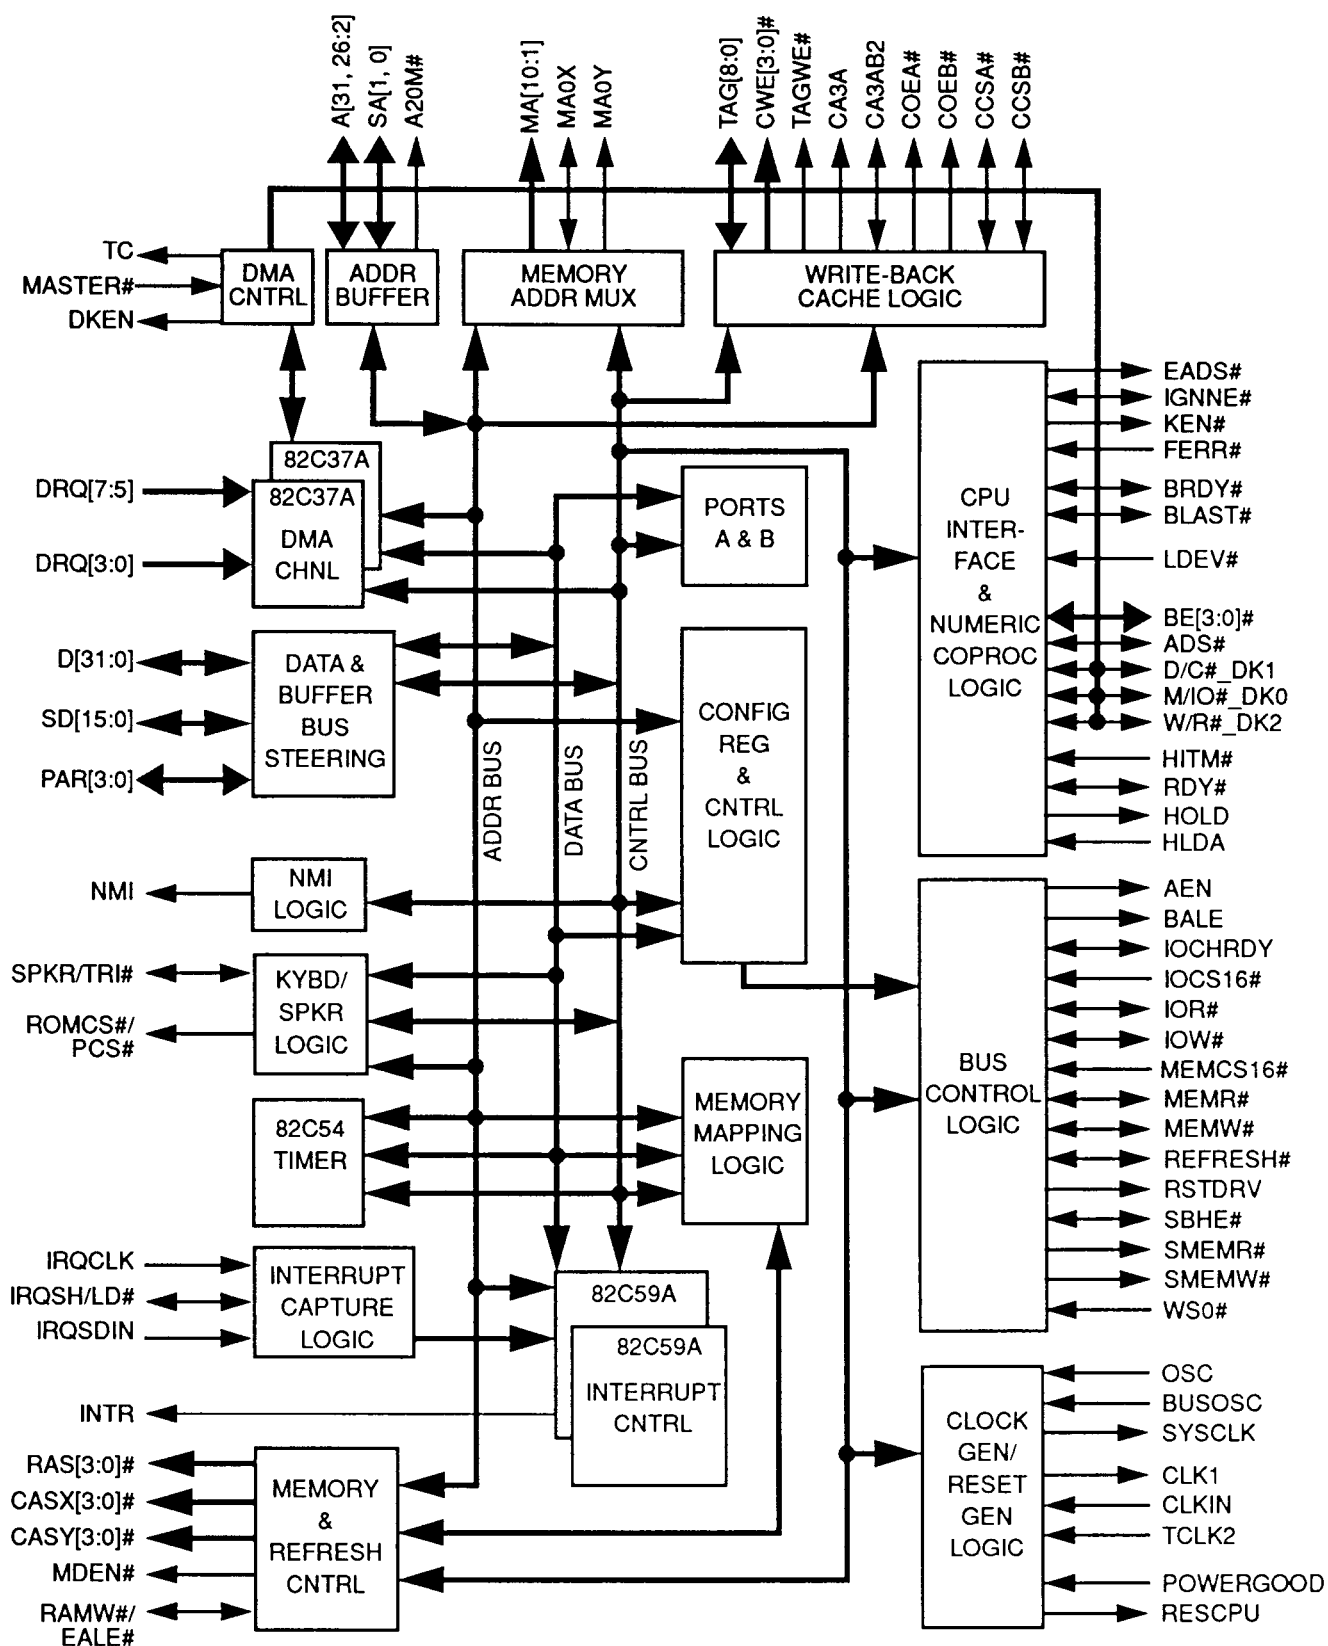 A[31, 26:2]
SA[1, 0]
A20M#
MA[10:1]
MA0X
MA0Y
TAG[8:0]
CWE[3:0]#
TAGWE#
CA3A
CA3AB2
COEA#
COEB#
CCSA#
CCSB#
TC
MASTER#
DKEN
DMA
CNTRL
ADDR
BUFFER
MEMORY
ADDR MUX
WRITE-BACK
CACHE LOGIC
DRQ[7:5]
DRQ[3:0]
82C37A
82C37A
DMA
CHNL
PORTS
A & B
CPU
INTER-
FACE
&
NUMERIC
COPROC
LOGIC
EADS#
IGNNE#
KEN#
FERR#
BRDY#
BLAST#
LDEV#
BE[3:0]#
ADS#
D/C#_DK1
M/IO#_DK0
W/R#_DK2
HITM#
RDY#
HOLD
HLDA
D[31:0]
SD[15:0]
PAR[3:0]
DATA &
BUFFER
BUS
STEERING
ADDR BUS
DATA BUS
CNTRL BUS
CONFIG
REG
&
CNTRL
LOGIC
NMI
NMI
LOGIC
SPKR/TRI#
ROMCS#/
PCS#
KYBD/
SPKR
LOGIC
82C54
TIMER
MEMORY
MAPPING
LOGIC
BUS
CONTROL
LOGIC
AEN
BALE
IOCHRDY
IOCS16#
IOR#
IOW#
MEMCS16#
MEMR#
MEMW#
REFRESH#
RSTDRV
SBHE#
SMEMR#
SMEMW#
WS0#
IRQCLK
IRQSH/LD#
IRQSDIN
INTERRUPT
CAPTURE
LOGIC
82C59A
82C59A
INTERRUPT
CNTRL
INTR
RAS[3:0]#
CASX[3:0]#
CASY[3:0]#
MDEN#
RAMW#/
EALE#
MEMORY
&
REFRESH
CNTRL
CLOCK
GEN/
RESET
GEN
LOGIC
OSC
BUSOSC
SYSCLK
CLK1
CLKIN
TCLK2
POWERGOOD
RESCPU